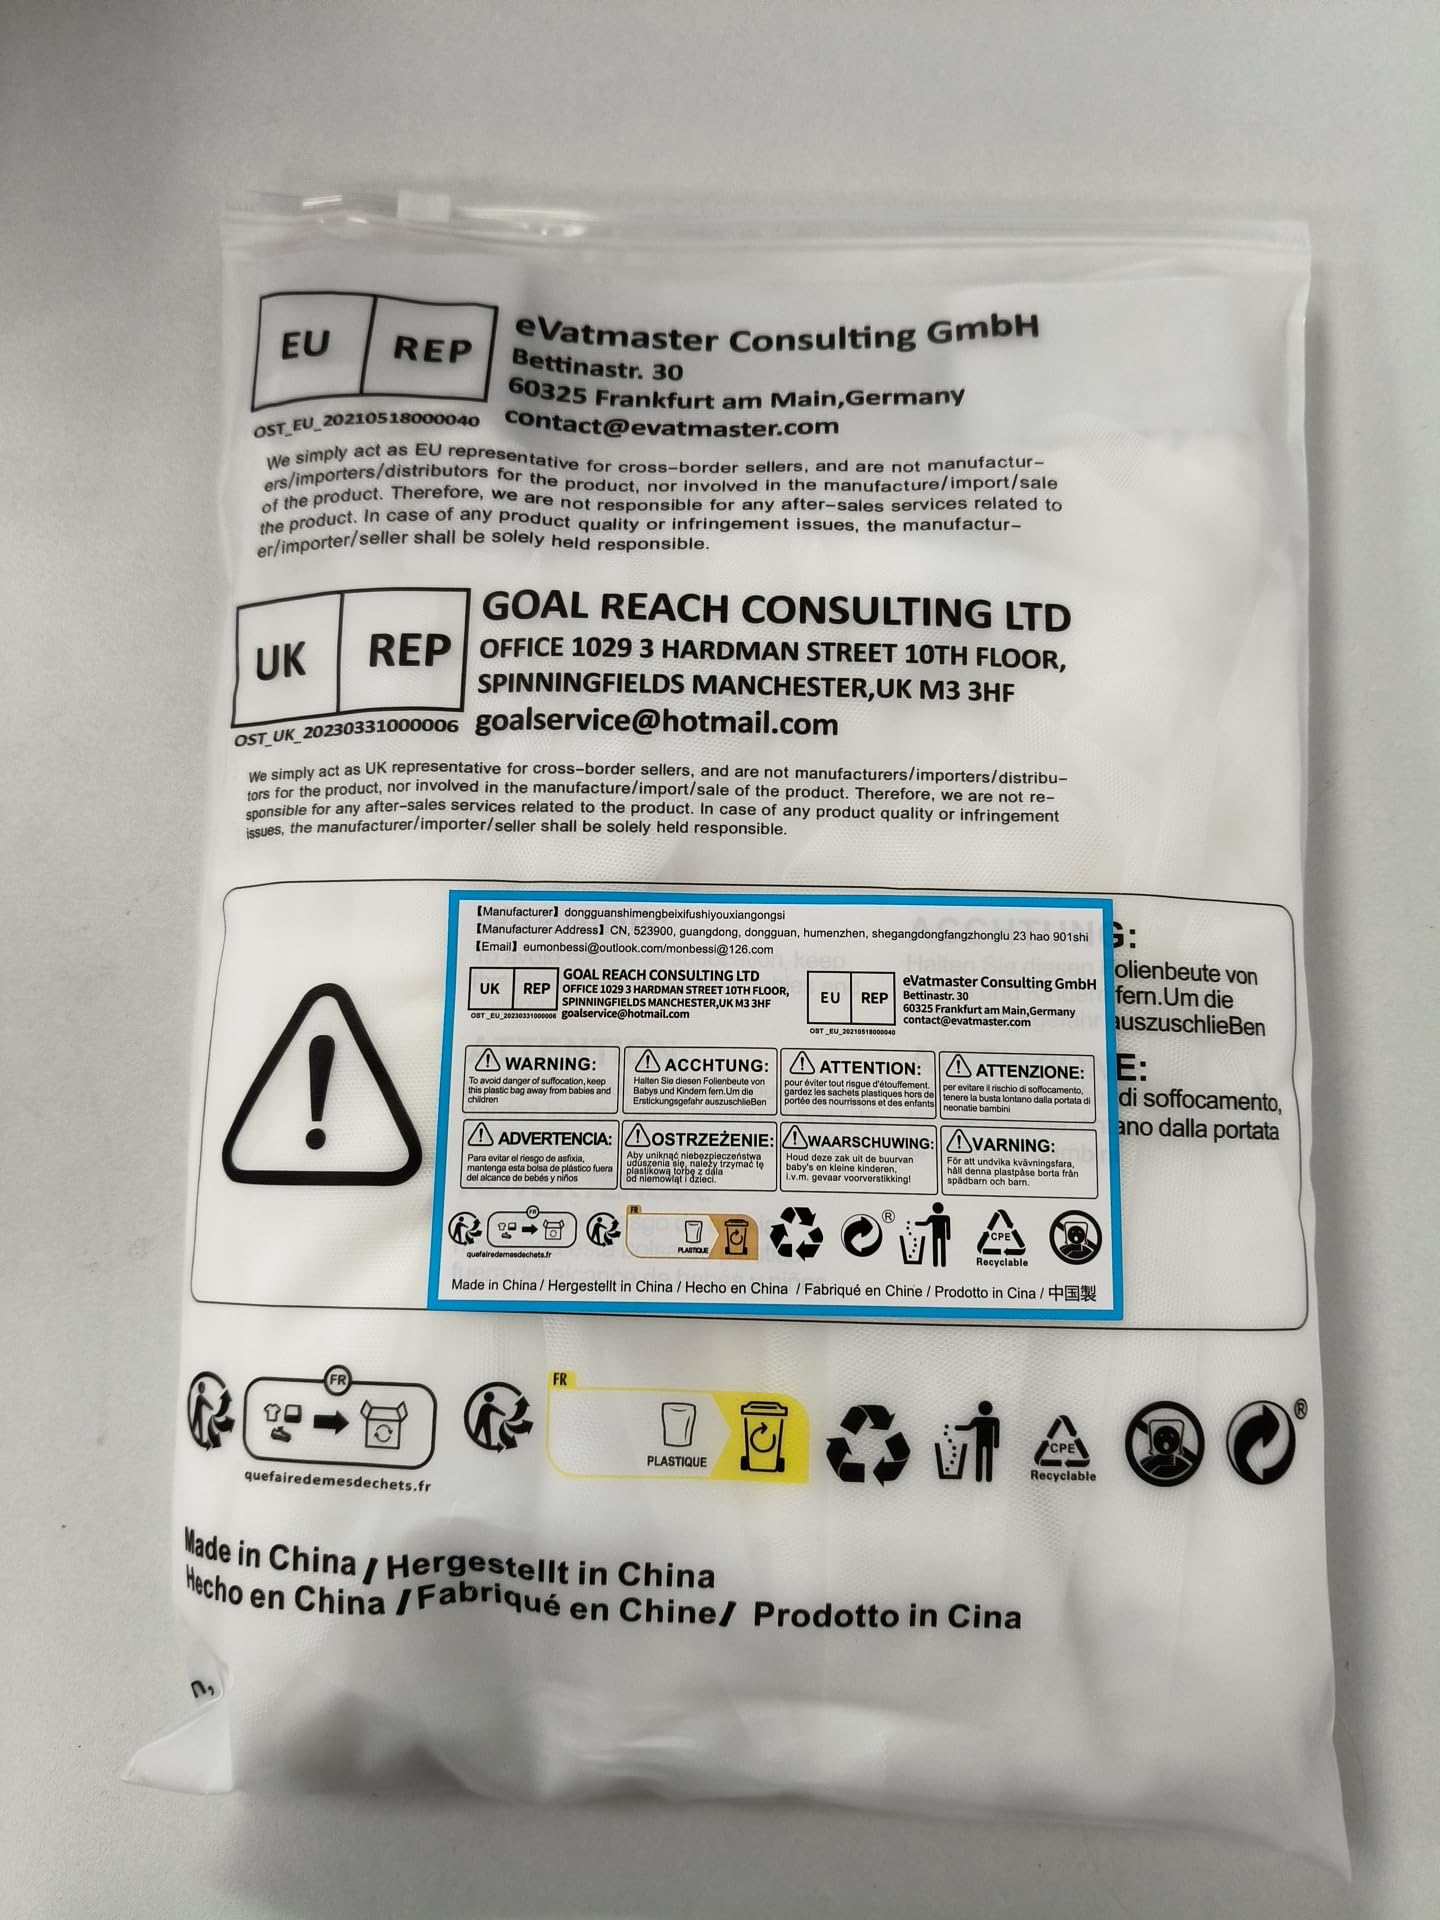 EU REP
eVatmaster Consulting GmbH
Bettinastr. 30
60325 Frankfurt am Main,Germany
contact@evatmaster.com
OST_EU_20210518000040
We simply act as EU representative for cross-border sellers, and are not manufactur-
ers/importers/distributors for the product, nor involved in the manufacture/import/sale
of the product. Therefore, we are not responsible for any after-sales services related to
the product. In case of any product quality or infringement issues, the manufactur-
er/importer/seller shall be solely held responsible.
UK REP
GOAL REACH CONSULTING LTD
OFFICE 1029 3 HARDMAN STREET 10TH FLOOR,
SPINNINGFIELDS MANCHESTER,UK M3 3HF
goalservice@hotmail.com
OST_UK_20230331000006
We simply act as UK representative for cross-border sellers, and are not manufacturers/importers/distribu-
tors for the product, nor involved in the manufacture/import/sale of the product. Therefore, we are not re-
sponsible for any after-sales services related to the product. In case of any product quality or infringement
issues, the manufacturer/importer/seller shall be solely held responsible.
【Manufacturer】 dongguanshimengbeixifushiyouxiangongsi
【Manufacturer Address】 CN, 523900, guangdong, dongguan, humenzhen, shegangdongfangzhonglu 23 hao 901shi
【Email】 eumonbessi@outlook.com/monbessi@126.com
UK REP
GOAL REACH CONSULTING LTD
OFFICE 1029 3 HARDMAN STREET 10TH FLOOR,
SPINNINGFIELDS MANCHESTER,UK M3 3HF
goalservice@hotmail.com
OST_EU_20230331000006
EU REP
eVatmaster Consulting GmbH
Bettinastr. 30
60325 Frankfurt am Main,Germany
contact@evatmaster.com
OST_EU_20210518000040
WARNING:
To avoid danger of suffocation, keep
this plastic bag away from babies and
children
ACCHTUNG:
Halten Sie diesen Folienbeute von
Babys und Kindern fern.Um die
Erstickungsgefahr auszuschlieBen
ATTENTION:
pour éviter tout risgue d'étouffement.
gardez les sachets plastiques hors de
portée des nourrissons et des enfants
ATTENZIONE:
per evitare il rischio di soffocamento,
tenere la busta lontano dalla portata di
neonatie bambini
ADVERTENCIA:
Para evitar el riesgo de asfixia,
mantenga esta bolsa de plástico fuera
del alcance de bebés y niños
OSTRZEŻENIE:
Aby uniknąć niebezpieczeństwa
uduszenia się, należy trzymać tę
plastikową torbę z dala
od niemowląt i dzieci.
WAARSCHUWING:
Houd deze zak uit de buurvan
baby's en kleine kinderen,
i.v.m. gevaar voorverstikking!
VARNING:
För att undvika kvävningsfara,
håll denna plastpåse borta från
spädbarn och barn.
FR
quefairedemesdechets.fr
FR
PLASTIQUE
®
CPE
Recyclable
Made in China / Hergestellt in China / Hecho en China / Fabriqué en Chine / Prodotto in Cina / 中国製
G:
olienbeute von
fern.Um die
auszuschlieBen
E:
di soffocamento,
ano dalla portata
FR
quefairedemesdechets.fr
FR
PLASTIQUE
CPE
Recyclable
®
Made in China / Hergestellt in China
Hecho en China / Fabriqué en Chine/ Prodotto in Cina
n,